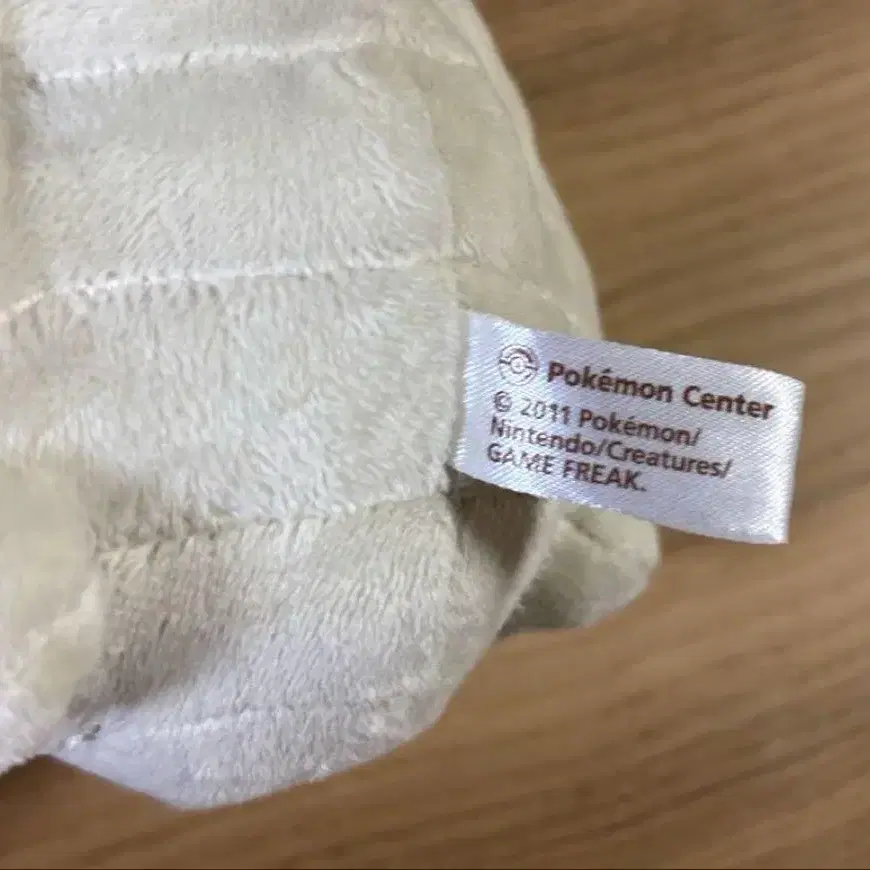 Pokémon Center
© 2011 Pokémon/
Nintendo/Creatures/
GAME FREAK.